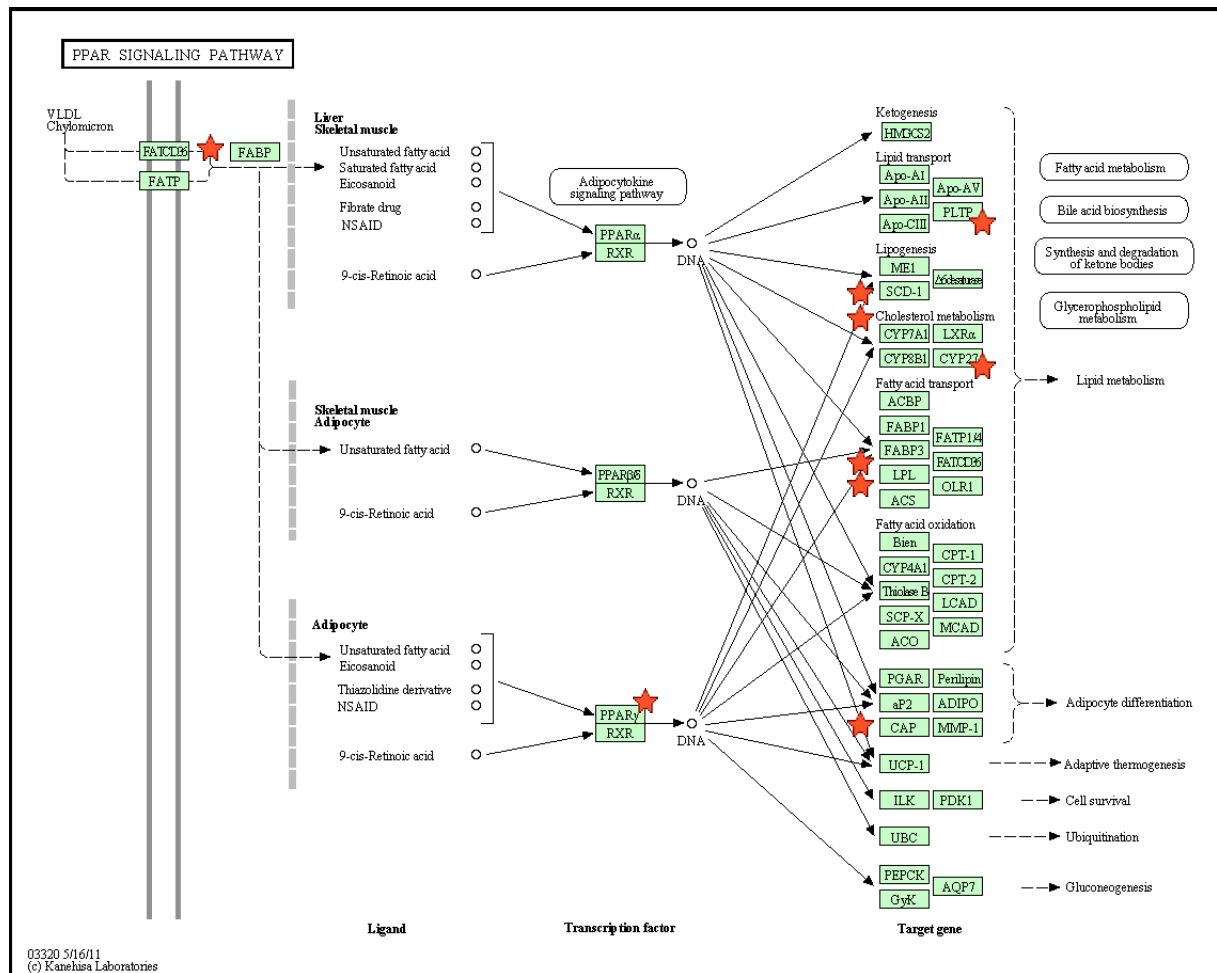 PPAR SIGNALING PATHWAY
VLDL
Chylomicron
FATCD36
FABP
FATP
Liver
Skeletal muscle
Unsaturated fatty acid
Saturated fatty acid
Eicosanoid
Fibrate drug
NSAID
9-cis-Retinoic acid
Adipocytokine
signaling pathway
PPARα
RXR
DNA
Skeletal muscle
Adipocyte
Unsaturated fatty acid
9-cis-Retinoic acid
PPARβ/δ
RXR
DNA
Adipocyte
Unsaturated fatty acid
Eicosanoid
Thiazolidine derivative
NSAID
9-cis-Retinoic acid
PPARγ
RXR
DNA
Ketogenesis
HMGCS2
Lipid transport
Apo-AI
Apo-AV
Apo-AII
PLTP
Apo-CIII
Lipogenesis
ME1
Δ6desaturase
SCD-1
Cholesterol metabolism
CYP7A1
LXRα
CYP8B1
CYP27
Fatty acid transport
ACBP
FABP1
FATP1/4
FABP3
FATCD36
LPL
OLR1
ACS
Fatty acid oxidation
Bien
CPT-1
CYP4A1
CPT-2
Thiolase B
LCAD
SCP-X
MCAD
ACO
PGAR
Perilipin
aP2
ADIPO
CAP
MMP-1
UCP-1
ILK
PDK1
UBC
PEPCK
AQP7
GyK
Fatty acid metabolism
Bile acid biosynthesis
Synthesis and degradation
of ketone bodies
Glycerophospholipid
metabolism
Lipid metabolism
Adipocyte differentiation
Adaptive thermogenesis
Cell survival
Ubiquitination
Gluconeogenesis
Ligand
Transcription factor
Target gene
03320 5/16/11
(c) Kanehisa Laboratories